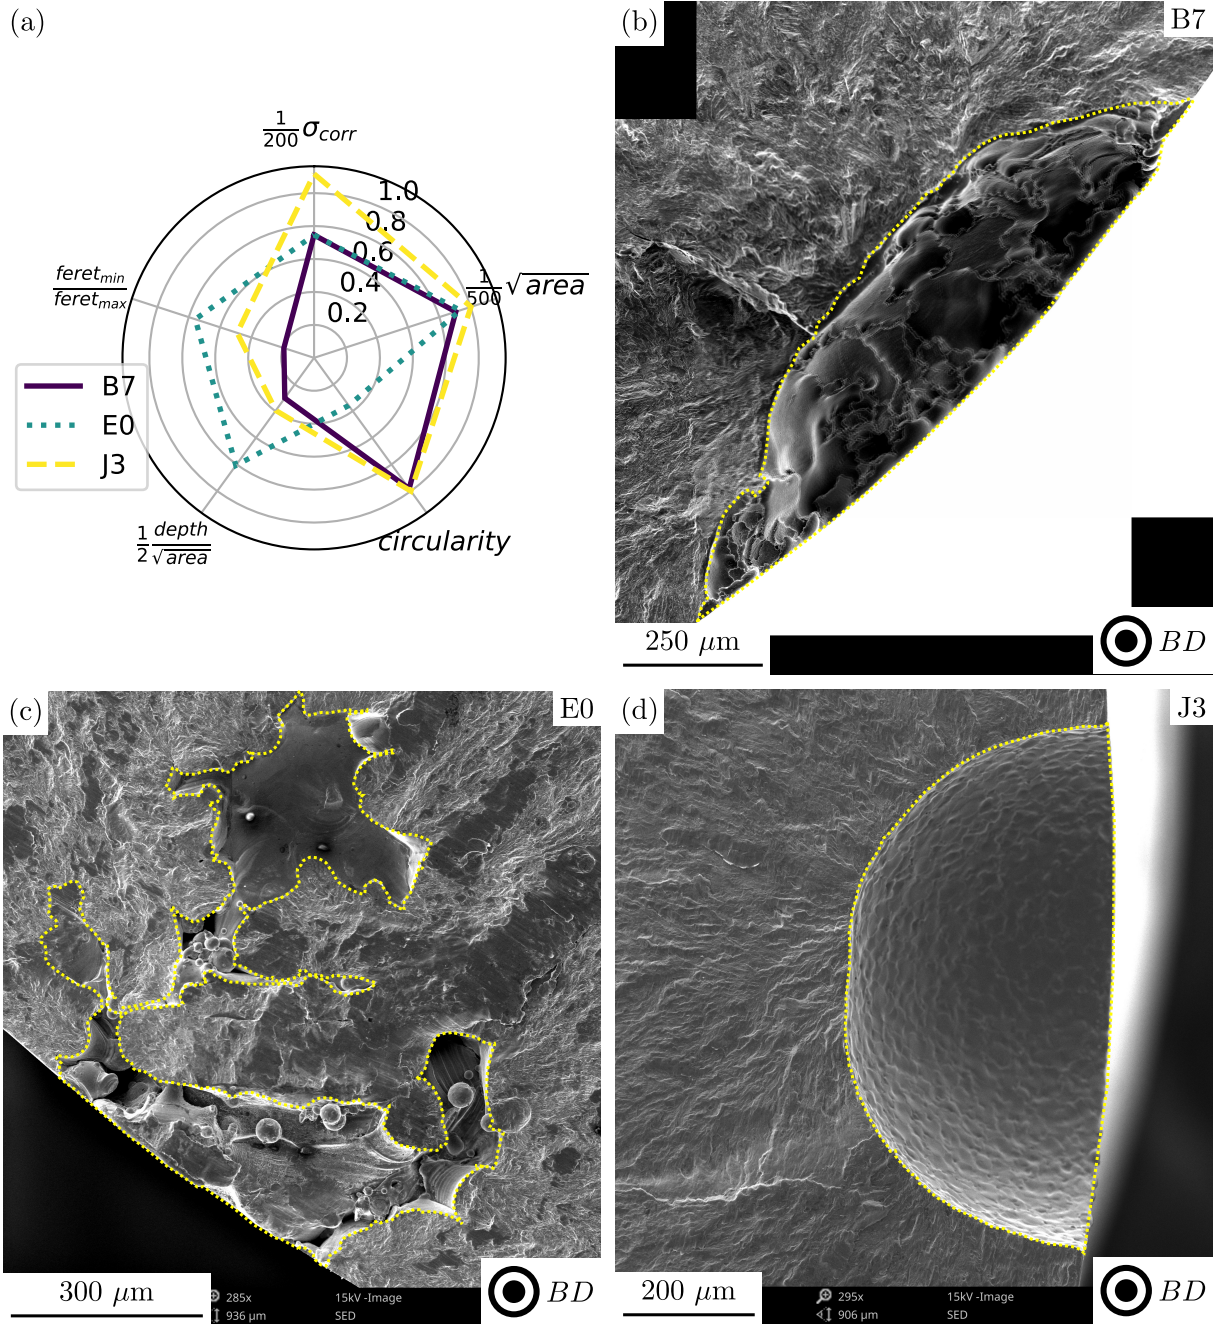 (a)
1/200 σcorr
1.0
0.8
0.6
0.4
0.2
1/500 √area
feretmin/feretmax
B7
E0
J3
1/2 depth/√area
circularity
(b)
B7
250 μm
BD
(c)
E0
300 μm
285x
15kV -Image
936 μm
SED
BD
(d)
J3
200 μm
295x
15kV -Image
906 μm
SED
BD